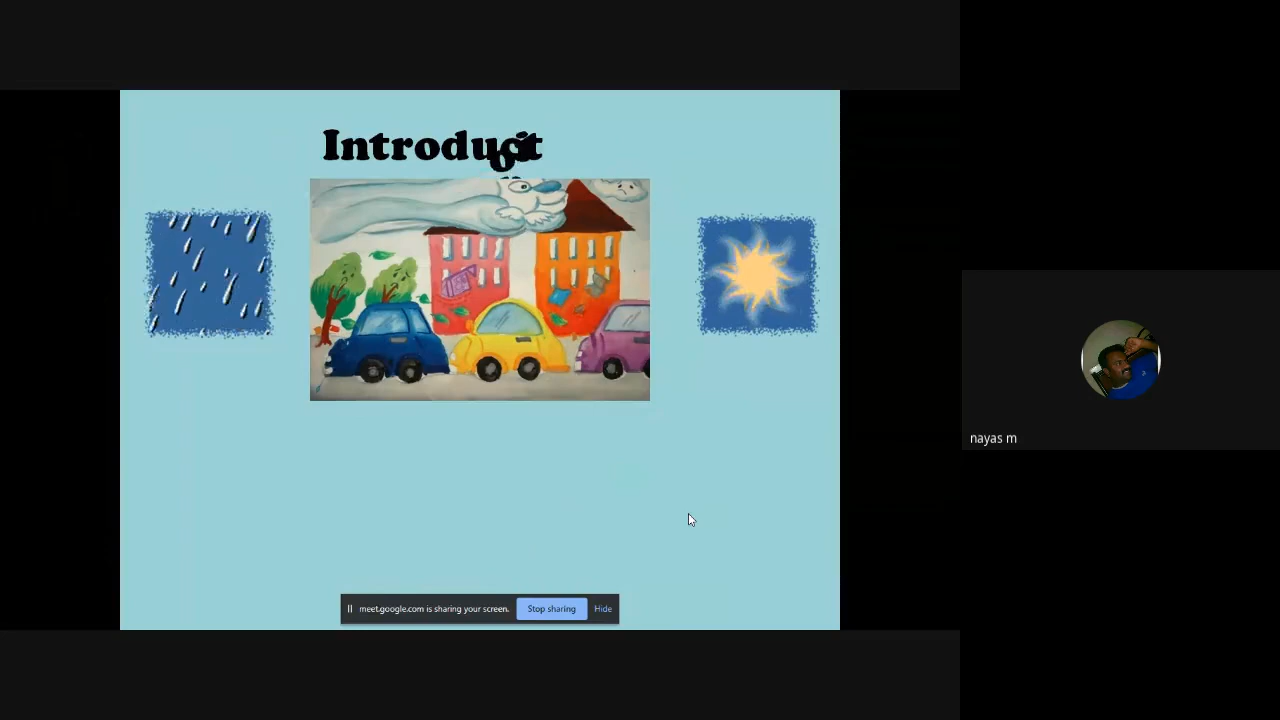 Introduct
nayas m
meet.google.com is sharing your screen. Stop sharing Hide